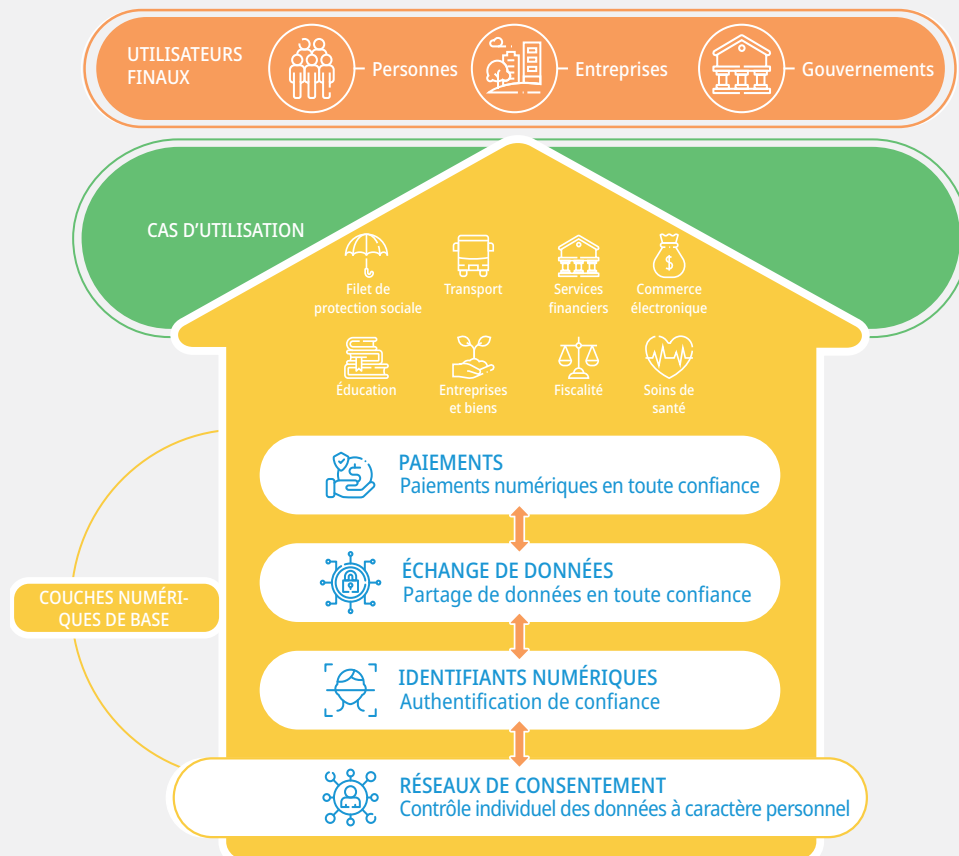 UTILISATEURS
FINAUX
Personnes
Entreprises
Gouvernements
CAS D’UTILISATION
Filet de
protection sociale
Transport
Services
financiers
Commerce
électronique
$
Éducation
Entreprises
et biens
Fiscalité
Soins de
santé
COUCHES NUMÉRI-
QUES DE BASE
$
PAIEMENTS
Paiements numériques en toute confiance
ÉCHANGE DE DONNÉES
Partage de données en toute confiance
IDENTIFIANTS NUMÉRIQUES
Authentification de confiance
RÉSEAUX DE CONSENTEMENT
Contrôle individuel des données à caractère personnel